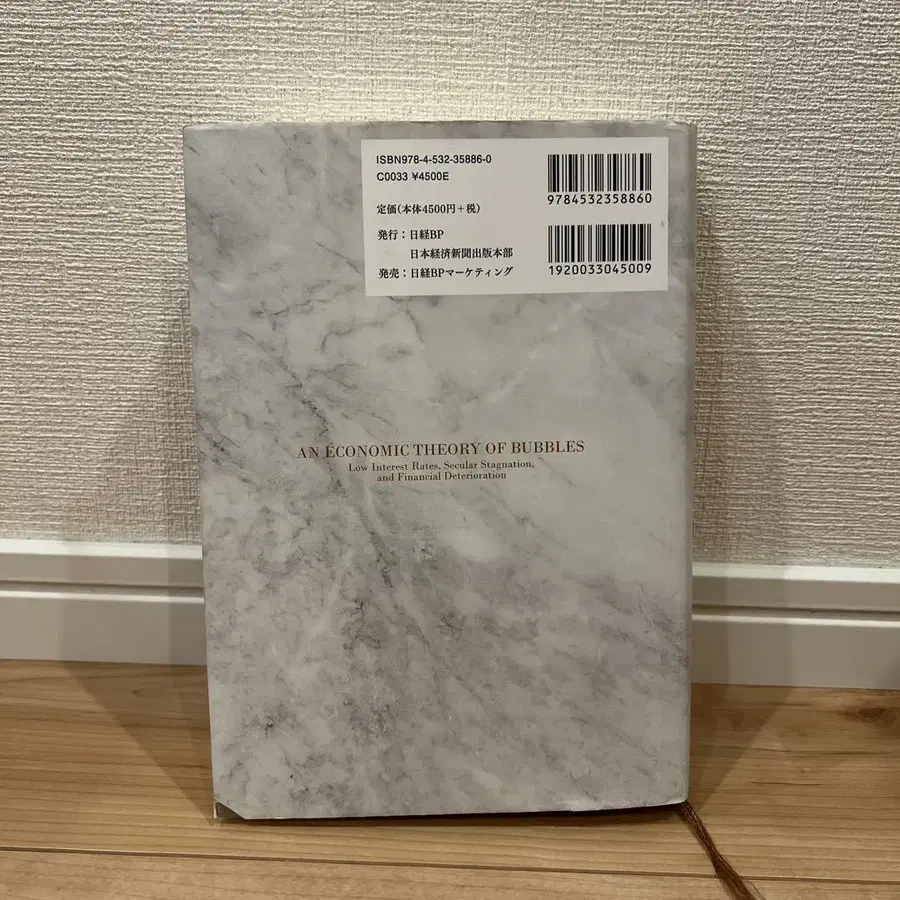 ISBN978-4-532-35886-0
C0033 ¥4500E
定価(本体4500円+税)
発行：日経BP
日本経済新聞出版本部
発売：日経BPマーケティング
9784532358860
1920033045009
AN ECONOMIC THEORY OF BUBBLES
Low Interest Rates, Secular Stagnation,
and Financial Deterioration